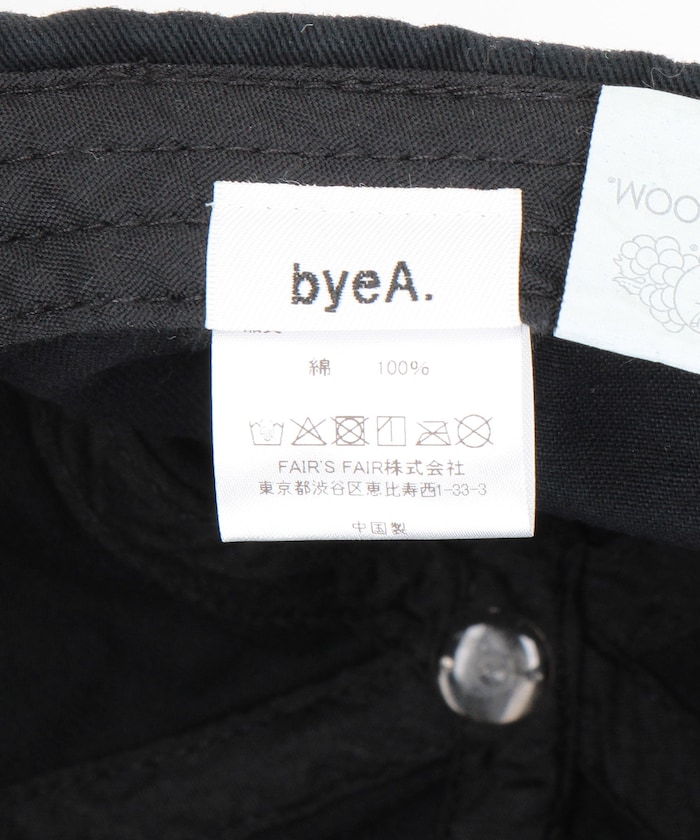 byeA.
綿 100%
FAIR'S FAIR株式会社
東京都渋谷区恵比寿西1-33-3
中国製